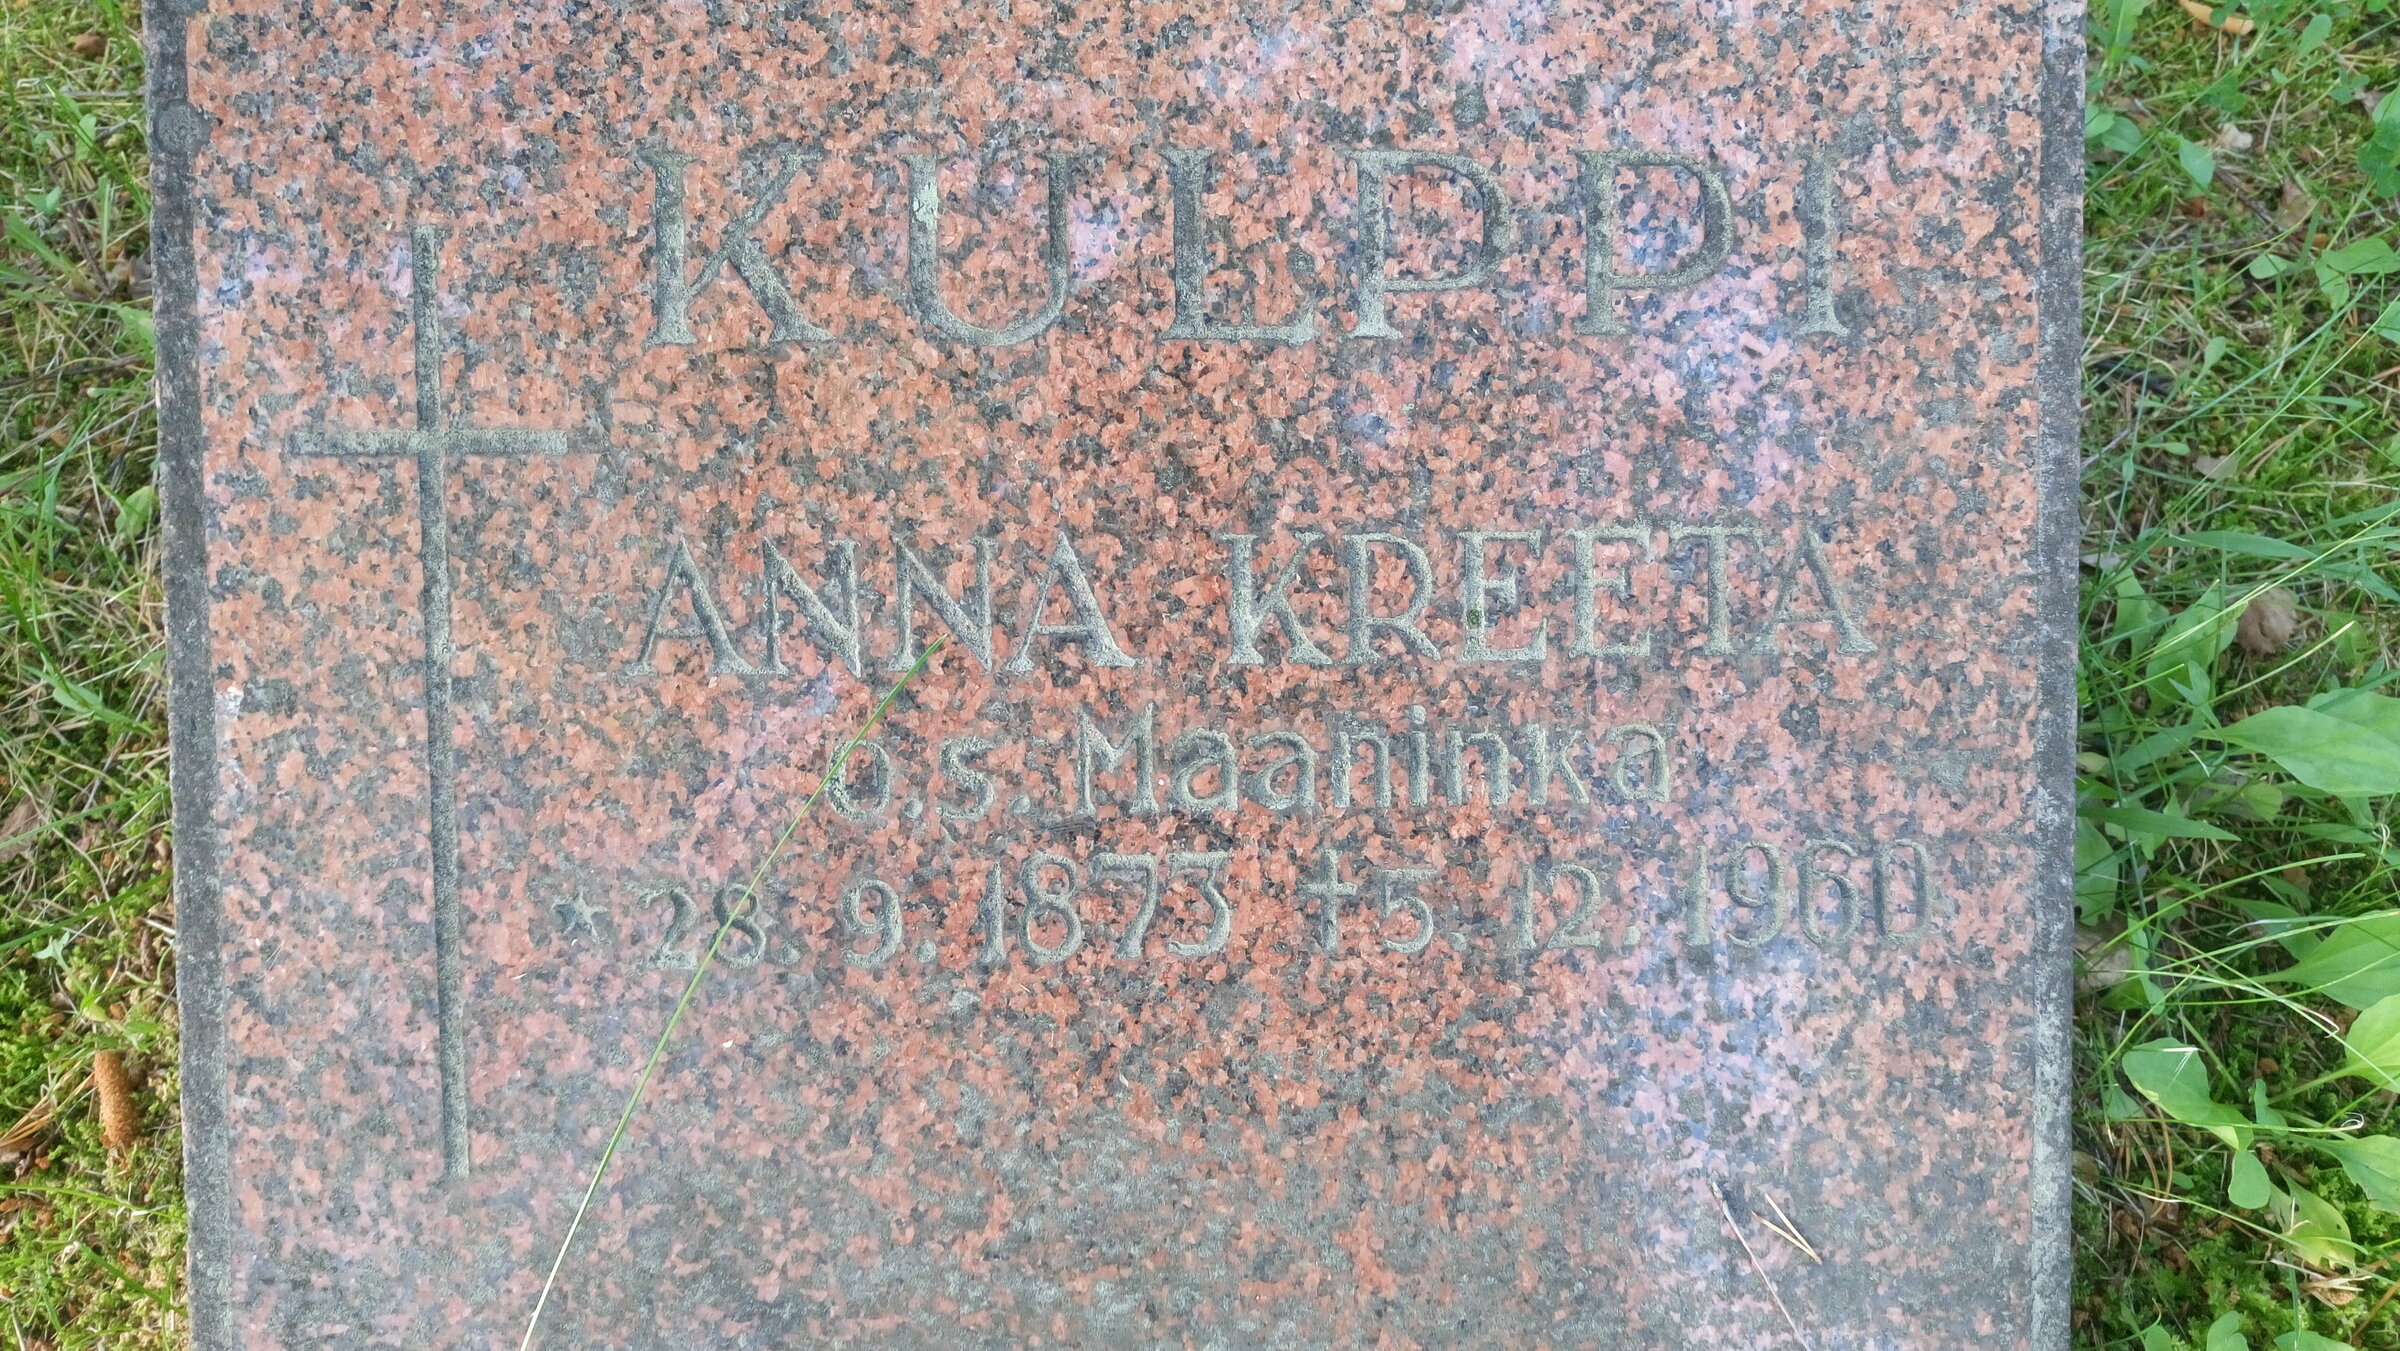 KULPPI
ANNA KREETA
o.s. Maaninka
* 28. 9. 1873 † 5. 12. 1960